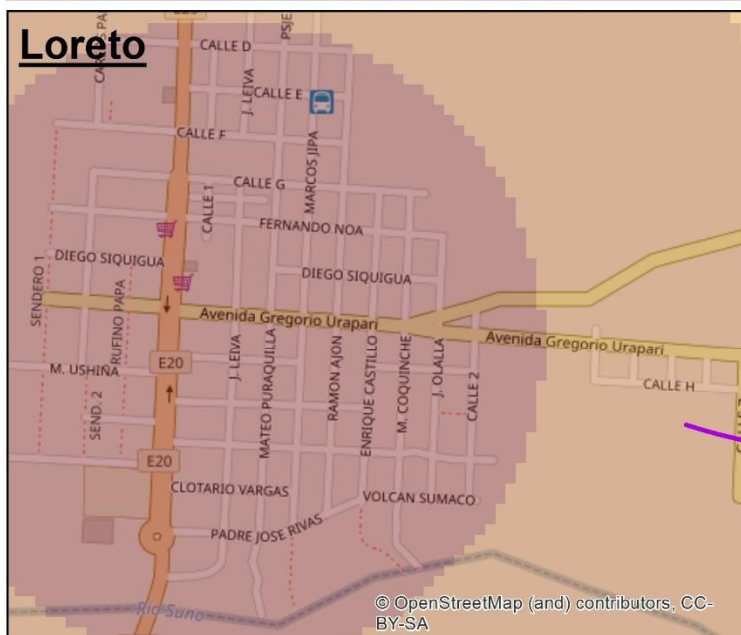 Loreto
CALLE D
J. LEIVA
CALLE E
MARCOS JIPA
CALLE F
CALLE G
CALLE 1
FERNANDO NOA
DIEGO SIQUIGUA
DIEGO SIQUIGUA
SENDERO 1
RUFINO PAPA
Avenida Gregorio Urapari
Avenida Gregorio Urapari
E20
M. USHIÑA
SEND. 2
J. LEIVA
MATEO PURAQUILLA
RAMON AJON
ENRIQUE CASTILLO
M. COQUINCHE
J. OLALLA
CALLE 2
CALLE H
E20
CLOTARIO VARGAS
VOLCAN SUMACO
PADRE JOSE RIVAS
Rio Suno
© OpenStreetMap (and) contributors, CC-
BY-SA